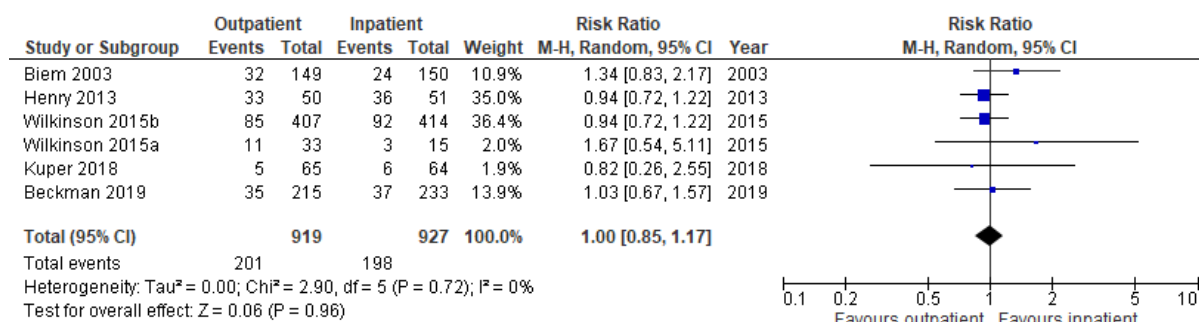 Outpatient Inpatient Risk Ratio Risk Ratio
Study or Subgroup Events Total Events Total Weight M-H, Random, 95% CI Year M-H, Random, 95% CI
Biem 2003 32 149 24 150 10.9% 1.34 [0.83, 2.17] 2003
Henry 2013 33 50 36 51 35.0% 0.94 [0.72, 1.22] 2013
Wilkinson 2015b 85 407 92 414 36.4% 0.94 [0.72, 1.22] 2015
Wilkinson 2015a 11 33 3 15 2.0% 1.67 [0.54, 5.11] 2015
Kuper 2018 5 65 6 64 1.9% 0.82 [0.26, 2.55] 2018
Beckman 2019 35 215 37 233 13.9% 1.03 [0.67, 1.57] 2019
Total (95% CI) 919 927 100.0% 1.00 [0.85, 1.17]
Total events 201 198
Heterogeneity: Tau² = 0.00; Chi² = 2.90, df = 5 (P = 0.72); I² = 0%
Test for overall effect: Z = 0.06 (P = 0.96)
0.1 0.2 0.5 1 2 5 10
Favours outpatient Favours inpatient